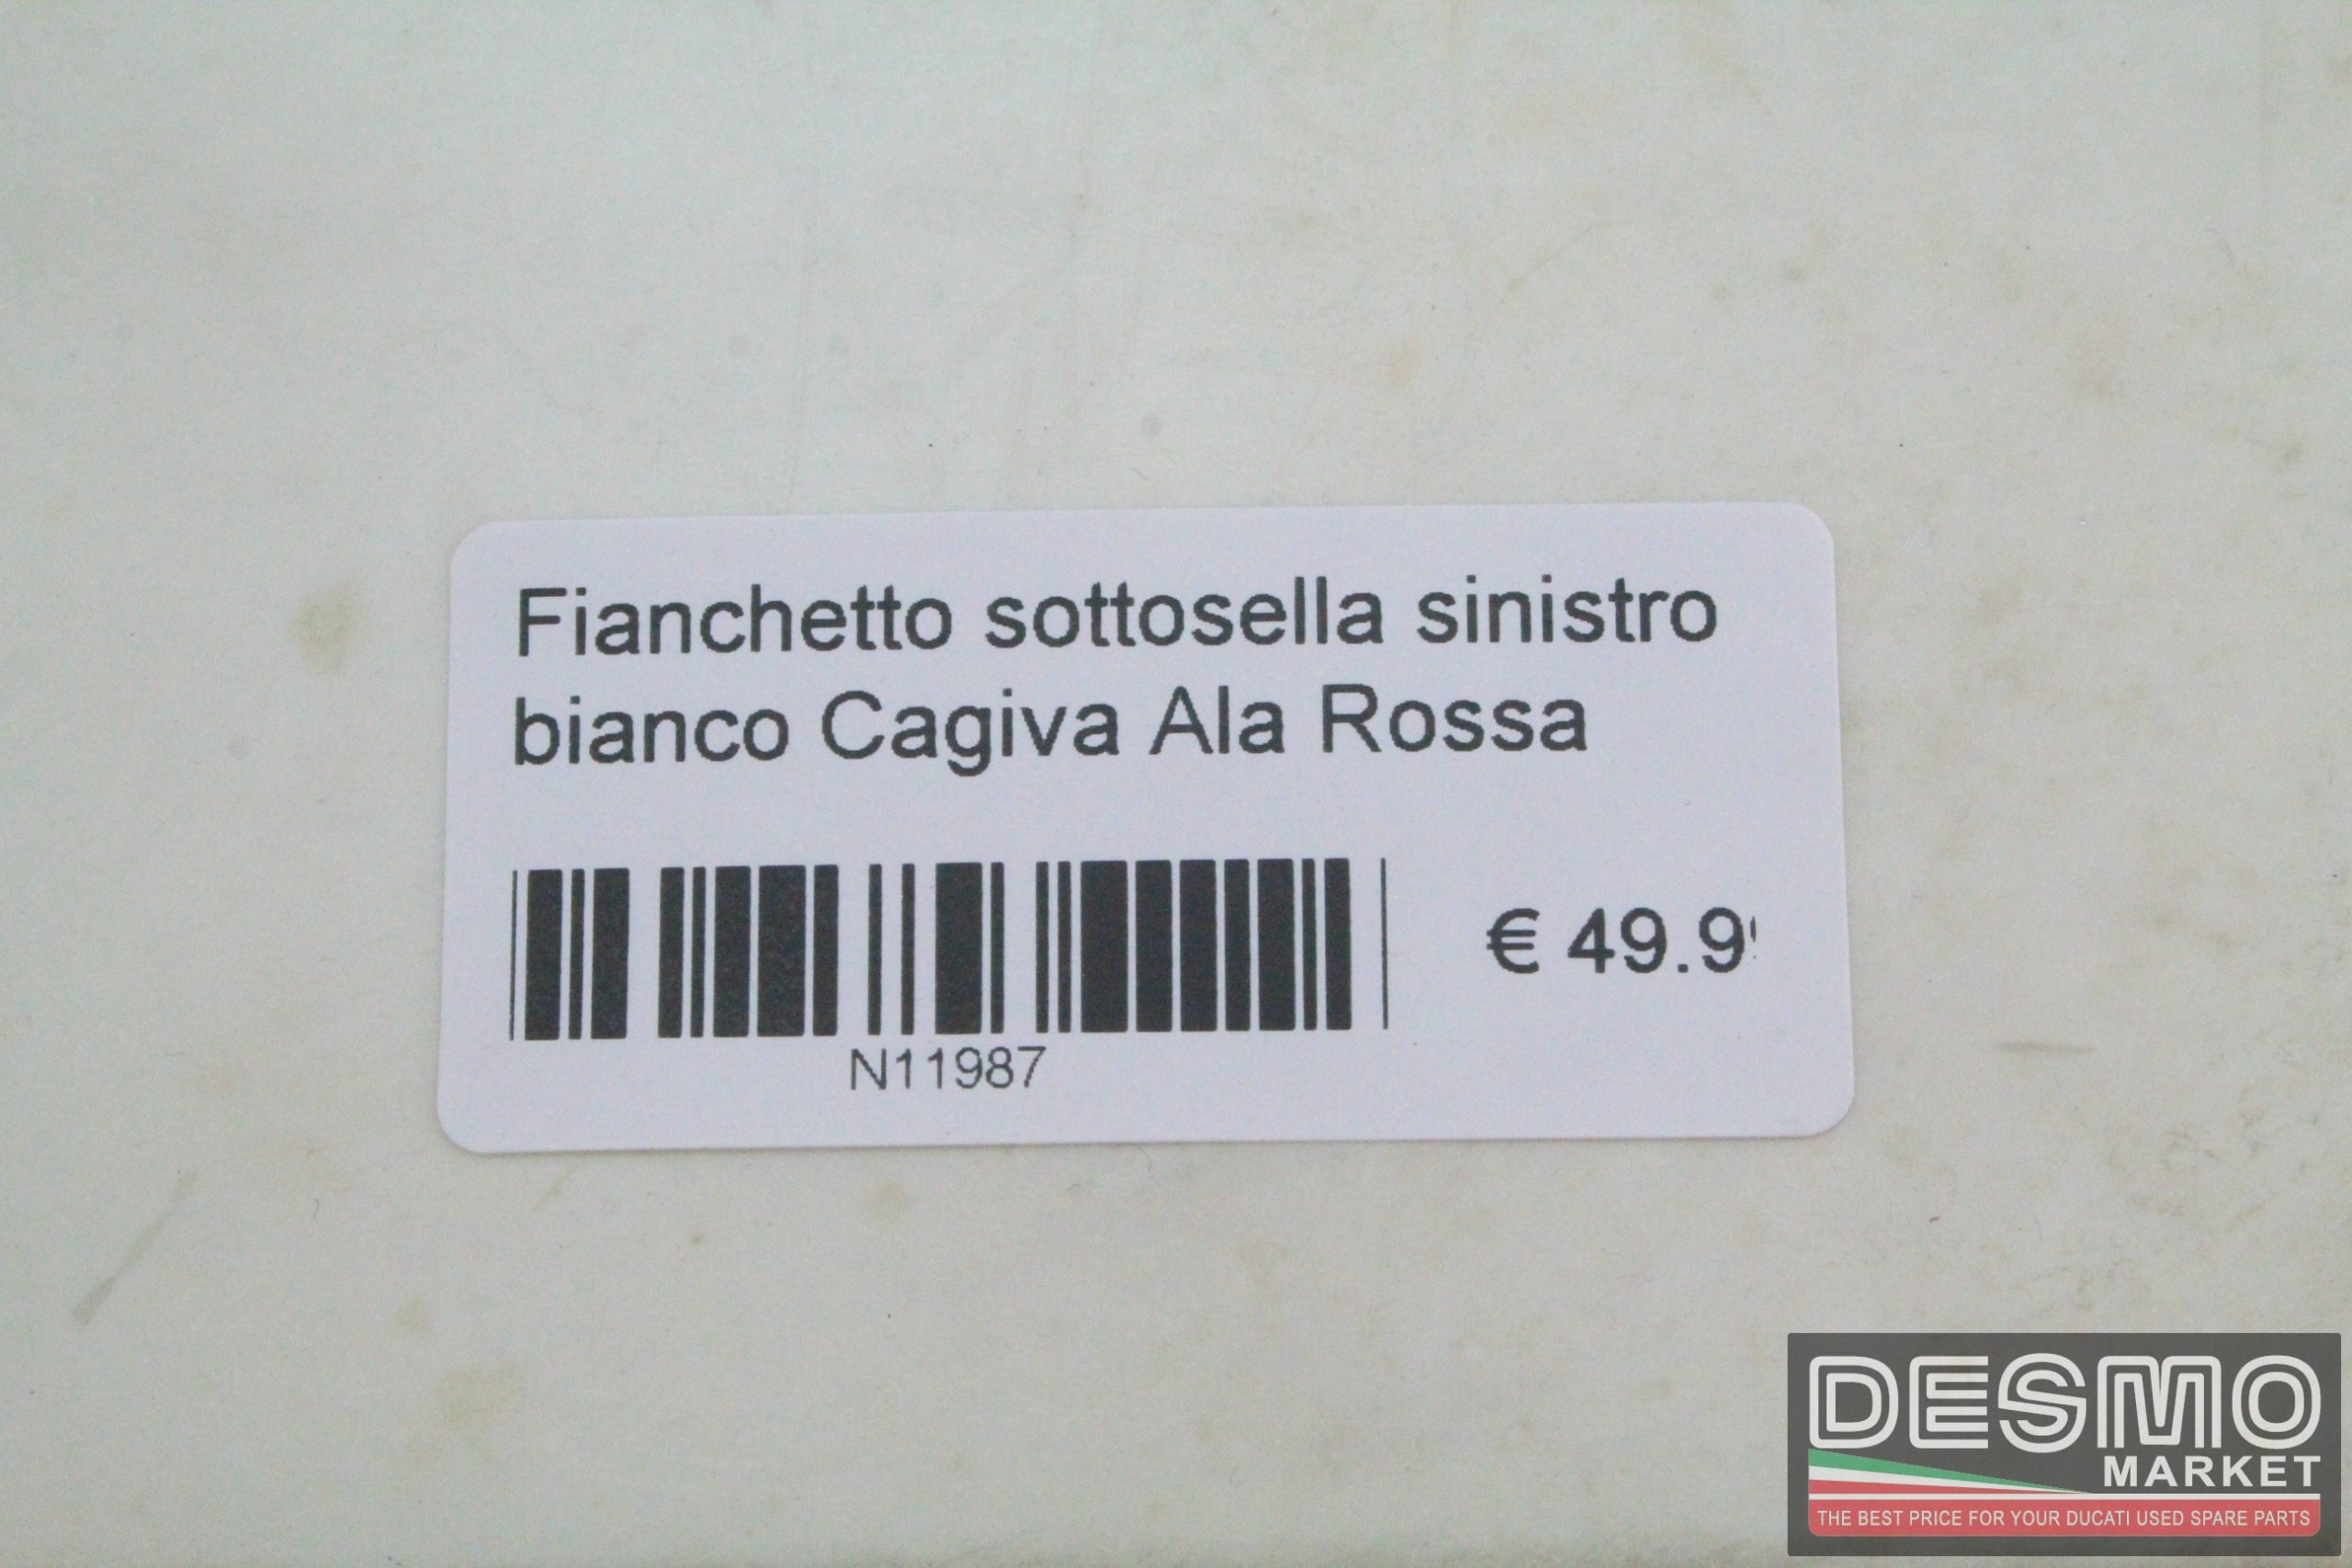 Fianchetto sottosella sinistro
bianco Cagiva Ala Rossa
€ 49.9
N11987
DESMO
MARKET
THE BEST PRICE FOR YOUR DUCATI USED SPARE PARTS